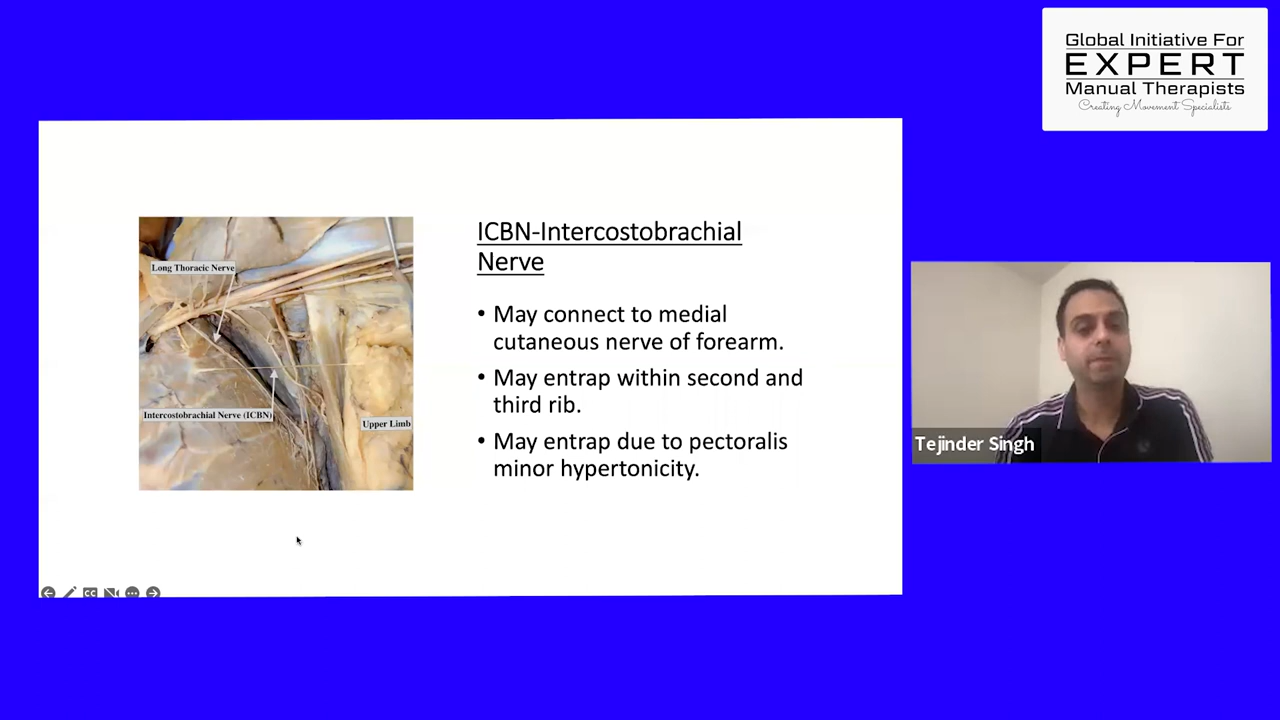 Global Initiative For
EXPERT
Manual Therapists
Creating Movement Specialists
Long Thoracic Nerve
Intercostobrachial Nerve (ICBN)
Upper Limb
ICBN-Intercostobrachial
Nerve
• May connect to medial
cutaneous nerve of forearm.
• May entrap within second and
third rib.
• May entrap due to pectoralis
minor hypertonicity.
Tejinder Singh
CC